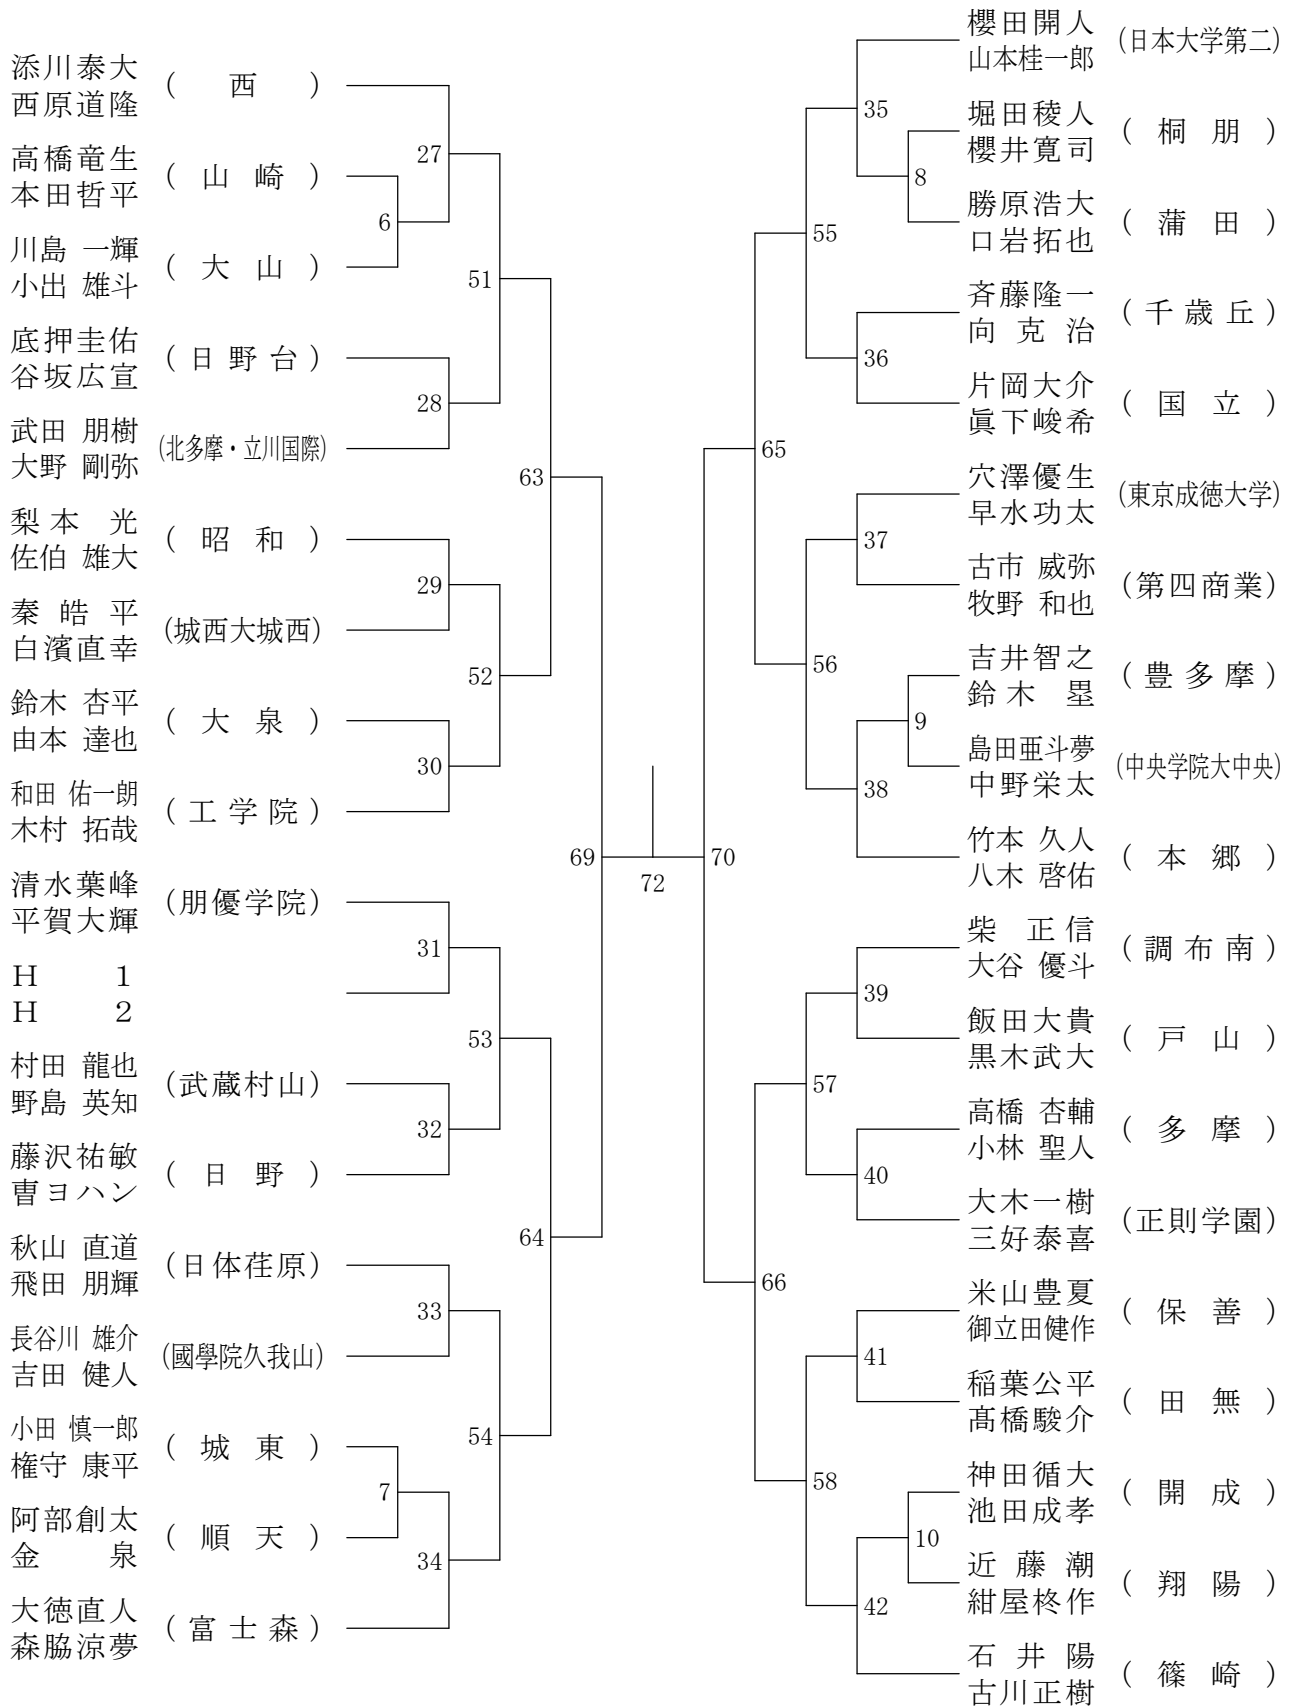 添川泰大
西原道隆
( 西 )
高橋竜生
本田哲平
( 山 崎 )
川島 一輝
小出 雄斗
( 大 山 )
底押圭佑
谷坂広宣
( 日 野 台 )
武田 朋樹
大野 剛弥
(北多摩・立川国際)
梨本 光
佐伯 雄大
( 昭 和 )
秦 皓 平
白濱直幸
(城西大城西)
鈴木 杏平
由本 達也
( 大 泉 )
和田 佑一朗
木村 拓哉
( 工 学 院 )
清水葉峰
平賀大輝
(朋優学院)
H 1
H 2
村田 龍也
野島 英知
(武蔵村山)
藤沢祐敏
曺ヨハン
( 日 野 )
秋山 直道
飛田 朋輝
(日体荏原)
長谷川 雄介
吉田 健人
(國學院久我山)
小田 慎一郎
権守 康平
( 城 東 )
阿部創太
金 泉
( 順 天 )
大徳直人
森脇涼夢
( 富 士 森 )
6
7
27
28
29
30
31
32
33
34
51
52
53
54
63
64
69
72
70
65
66
55
56
57
58
35
36
37
38
39
40
41
42
8
9
10
櫻田開人
山本桂一郎
(日本大学第二)
堀田稜人
櫻井寛司
( 桐 朋 )
勝原浩大
口岩拓也
( 蒲 田 )
斉藤隆一
向 克 治
( 千 歳 丘 )
片岡大介
眞下峻希
( 国 立 )
穴澤優生
早水功太
(東京成徳大学)
古市 威弥
牧野 和也
(第四商業)
吉井智之
鈴木 塁
( 豊 多 摩 )
島田亜斗夢
中野栄太
(中央学院大中央)
竹本 久人
八木 啓佑
( 本 郷 )
柴 正信
大谷 優斗
( 調 布 南 )
飯田大貴
黒木武大
( 戸 山 )
高橋 杏輔
小林 聖人
( 多 摩 )
大木一樹
三好泰喜
(正則学園)
米山豊夏
御立田健作
( 保 善 )
稲葉公平
髙橋駿介
( 田 無 )
神田循大
池田成孝
( 開 成 )
近 藤 潮
紺屋柊作
( 翔 陽 )
石 井 陽
古川正樹
( 篠 崎 )